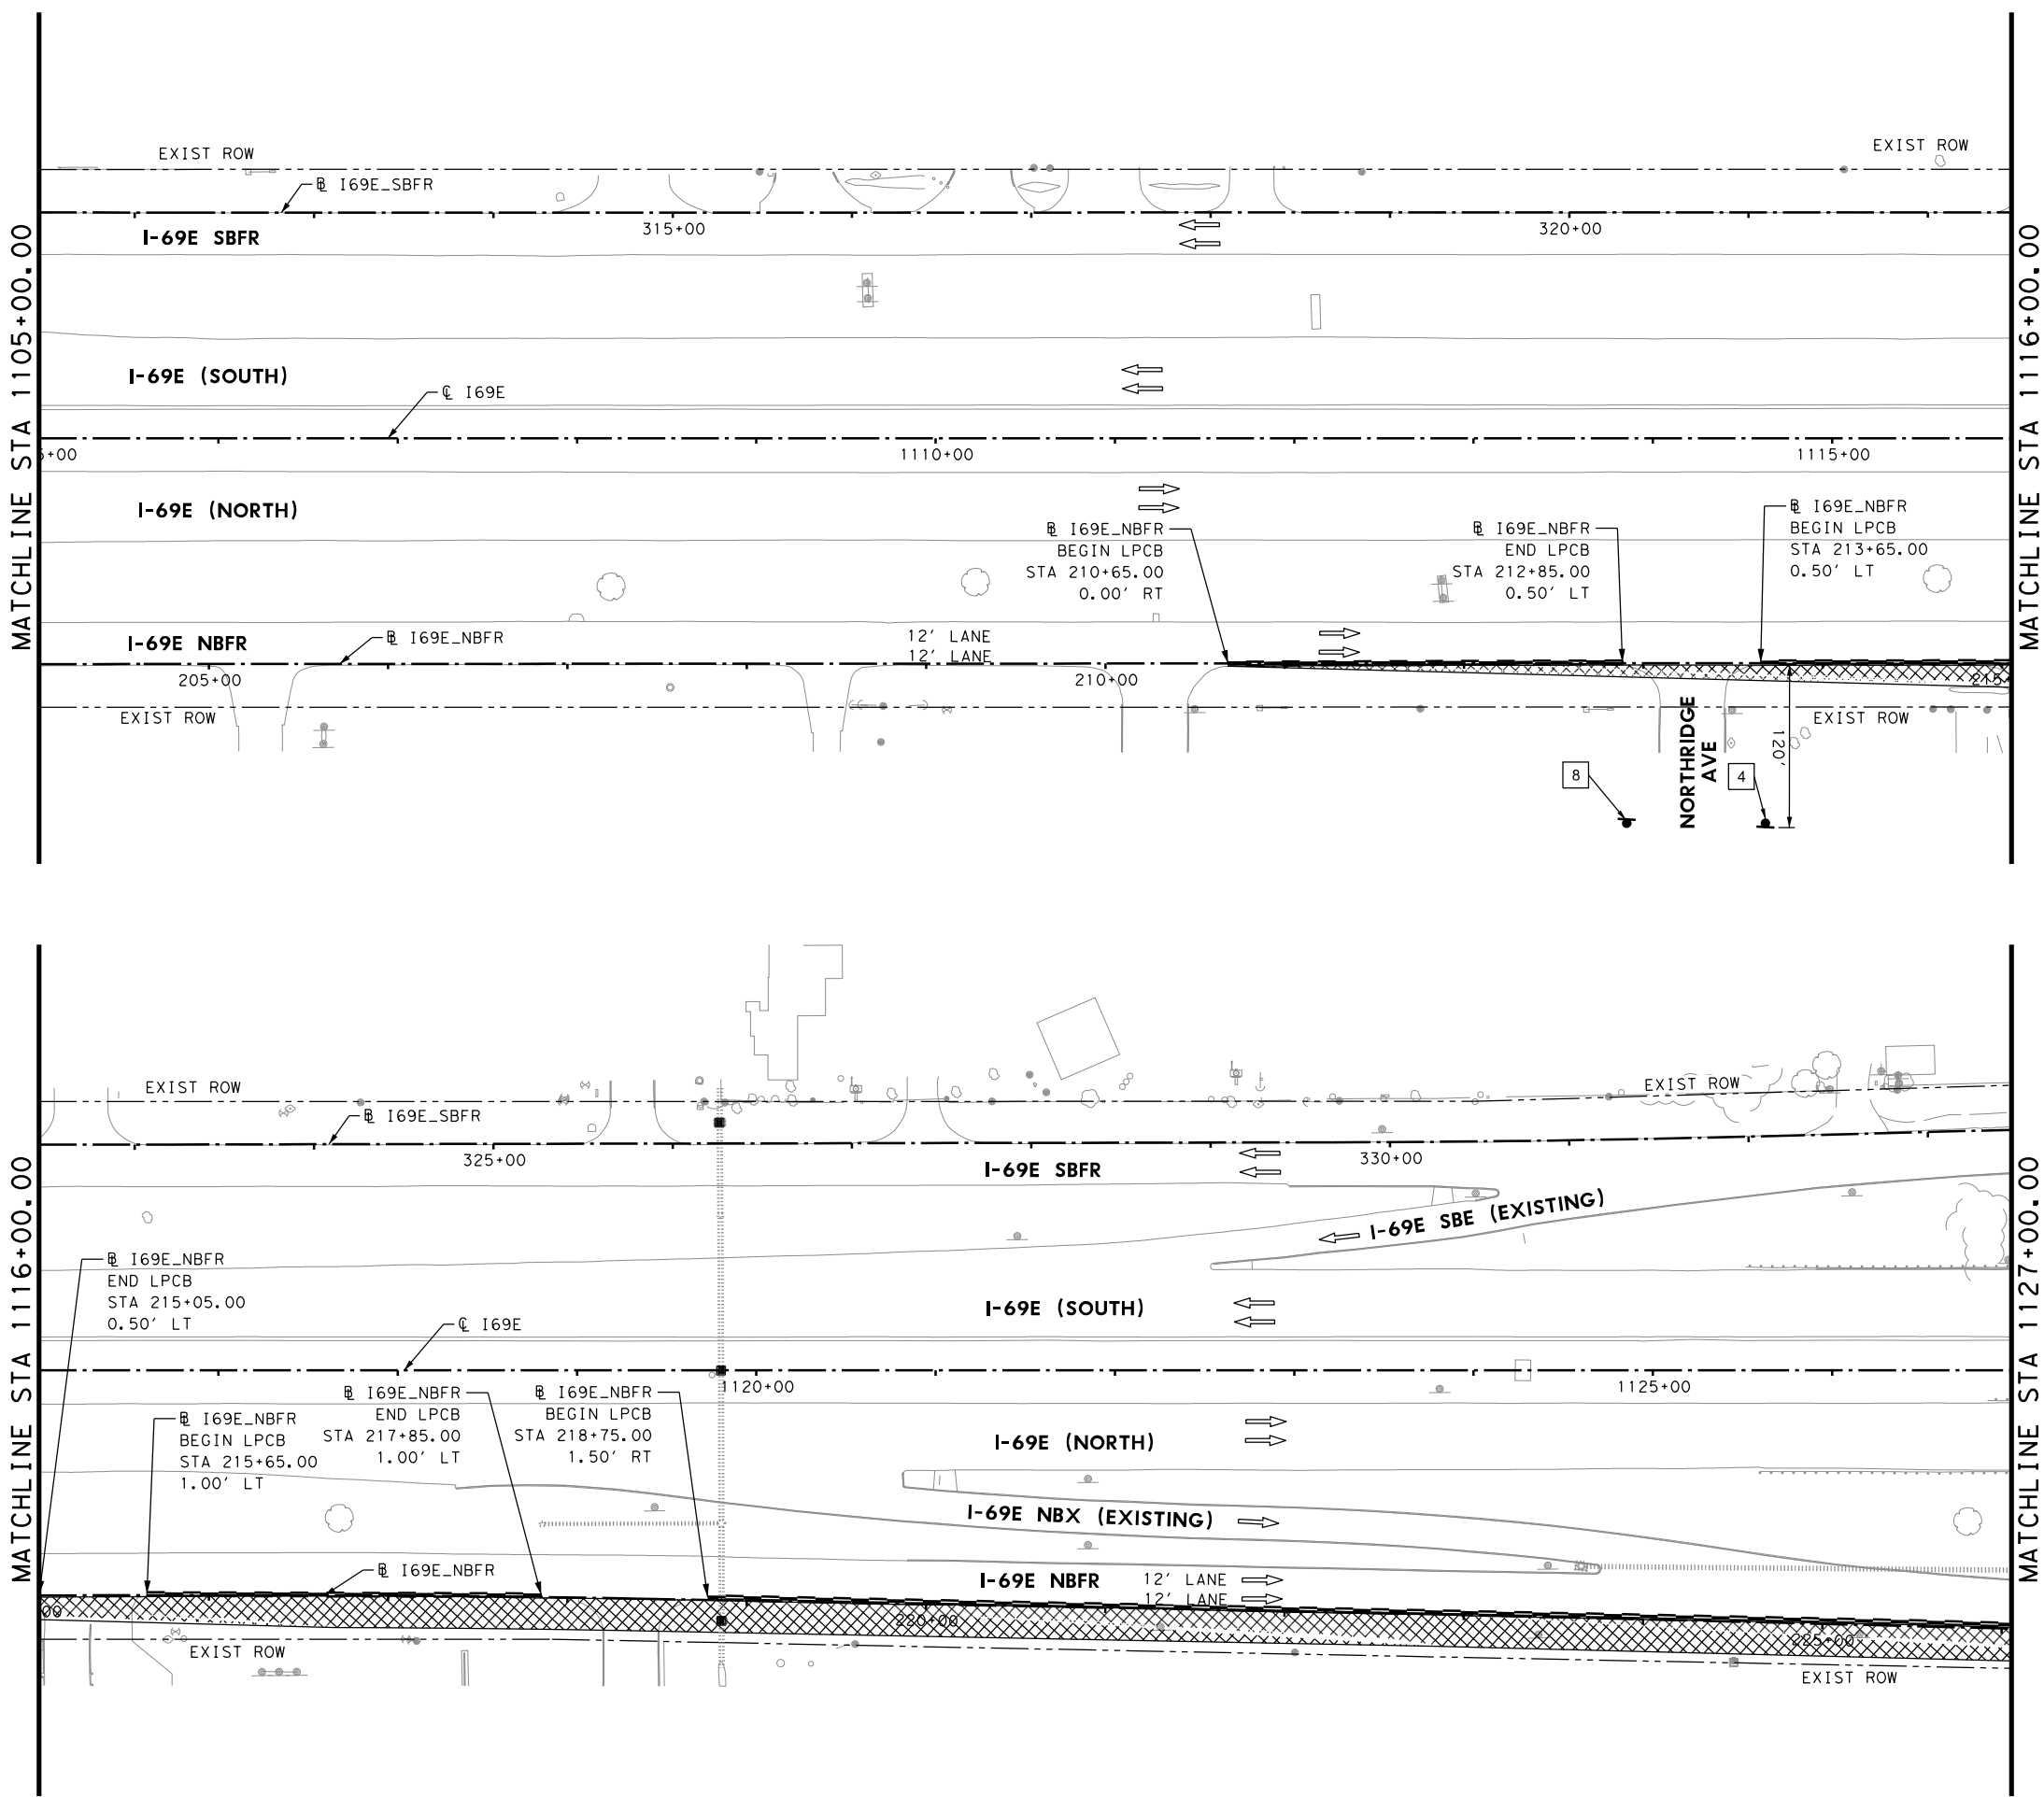 MATCHLINE STA 1105+00.00
EXIST ROW
EXIST ROW
℄ I69E_SBFR
I-69E SBFR
315+00
320+00
I-69E (SOUTH)
℄ I69E
5+00
1110+00
1115+00
I-69E (NORTH)
℄ I69E_NBFR
BEGIN LPCB
STA 210+65.00
0.00' RT
℄ I69E_NBFR
END LPCB
STA 212+85.00
0.50' LT
℄ I69E_NBFR
BEGIN LPCB
STA 213+65.00
0.50' LT
I-69E NBFR
℄ I69E_NBFR
12' LANE
12' LANE
205+00
210+00
215+
EXIST ROW
EXIST ROW
NORTHRIDGE
AVE
120'
8
4
MATCHLINE STA 1116+00.00
MATCHLINE STA 1116+00.00
EXIST ROW
EXIST ROW
℄ I69E_SBFR
325+00
330+00
I-69E SBFR
I-69E SBE (EXISTING)
℄ I69E_NBFR
END LPCB
STA 215+05.00
0.50' LT
I-69E (SOUTH)
℄ I69E
1120+00
1125+00
℄ I69E_NBFR
BEGIN LPCB
STA 215+65.00
1.00' LT
℄ I69E_NBFR
END LPCB
STA 217+85.00
1.00' LT
℄ I69E_NBFR
BEGIN LPCB
STA 218+75.00
1.50' RT
I-69E (NORTH)
I-69E NBX (EXISTING)
℄ I69E_NBFR
I-69E NBFR
12' LANE
12' LANE
00
220+00
225+00
EXIST ROW
EXIST ROW
MATCHLINE STA 1127+00.00